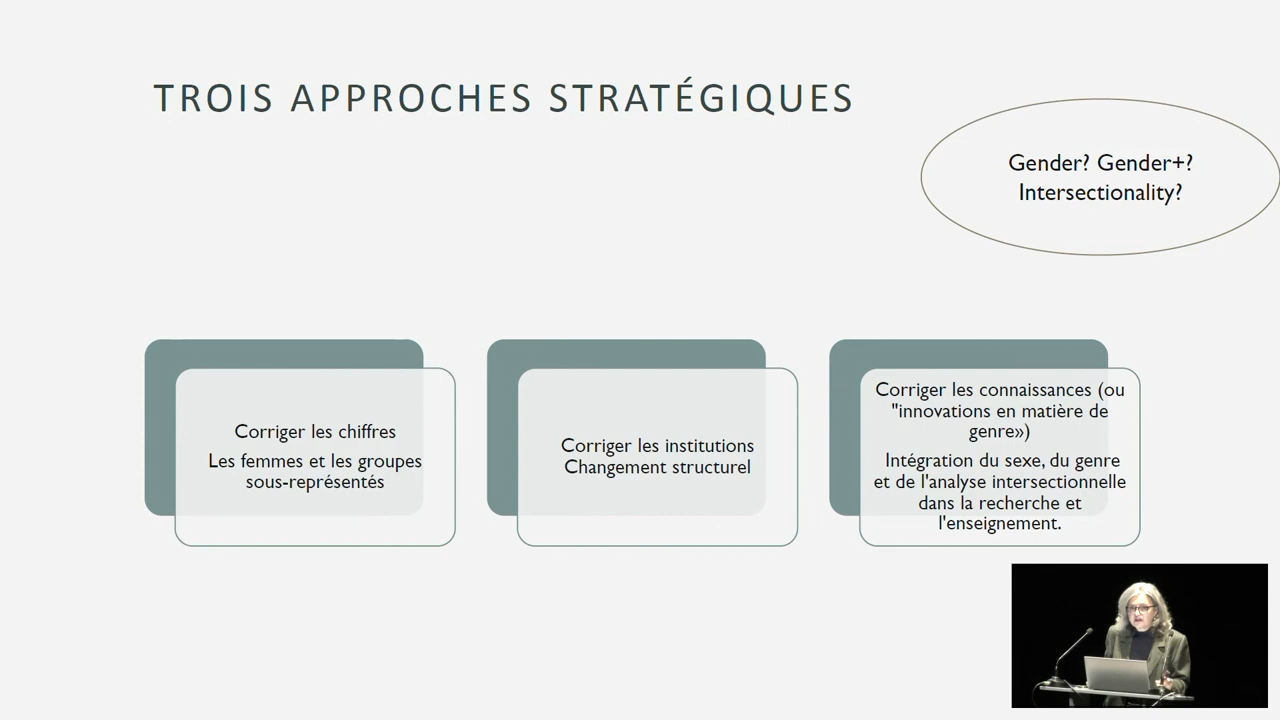 TROIS APPROCHES STRATÉGIQUES
Gender? Gender+?
Intersectionality?
Corriger les chiffres
Les femmes et les groupes
sous-représentés
Corriger les institutions
Changement structurel
Corriger les connaissances (ou
"innovations en matière de
genre»)
Intégration du sexe, du genre
et de l'analyse intersectionnelle
dans la recherche et
l'enseignement.